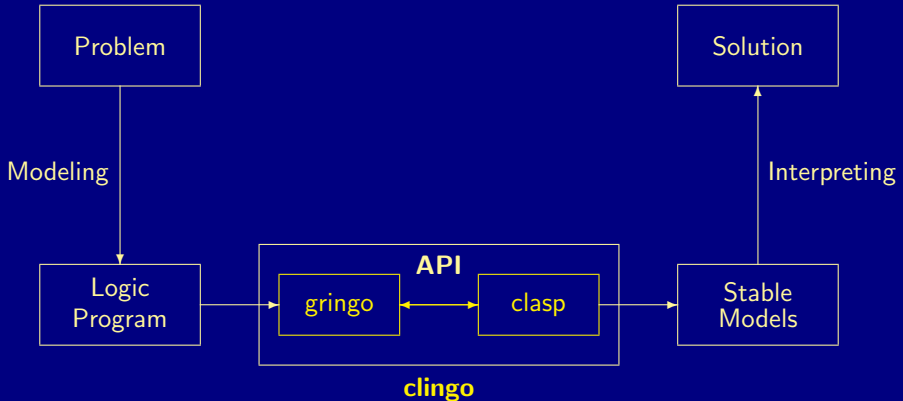 Problem
Solution
Modeling
Interpreting
API
Logic
Program
gringo
clasp
Stable
Models
clingo